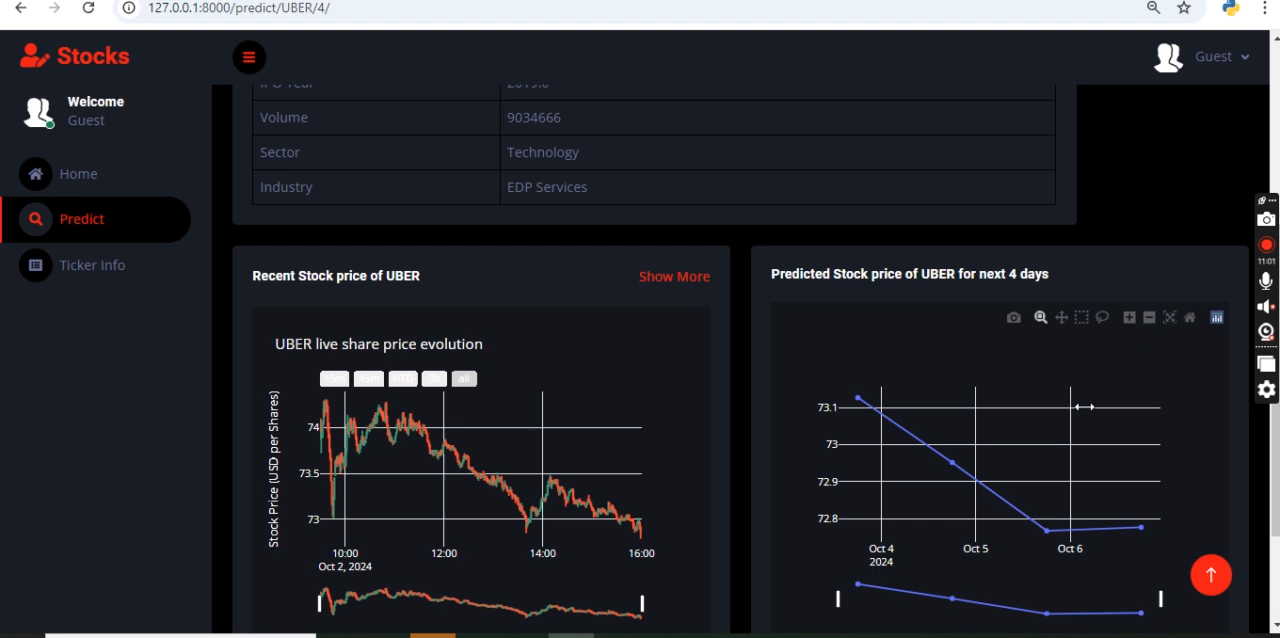 127.0.0.1:8000/predict/UBER/4/
Stocks
Guest
Welcome
Guest
Home
Predict
Ticker Info
Volume 9034666
Sector Technology
Industry EDP Services
Recent Stock price of UBER
Show More
UBER live share price evolution
all
Stock Price (USD per Shares)
74
73.5
73
10:00 12:00 14:00 16:00
Oct 2, 2024
Predicted Stock price of UBER for next 4 days
73.1
73
72.9
72.8
Oct 4 Oct 5 Oct 6
2024
11:01